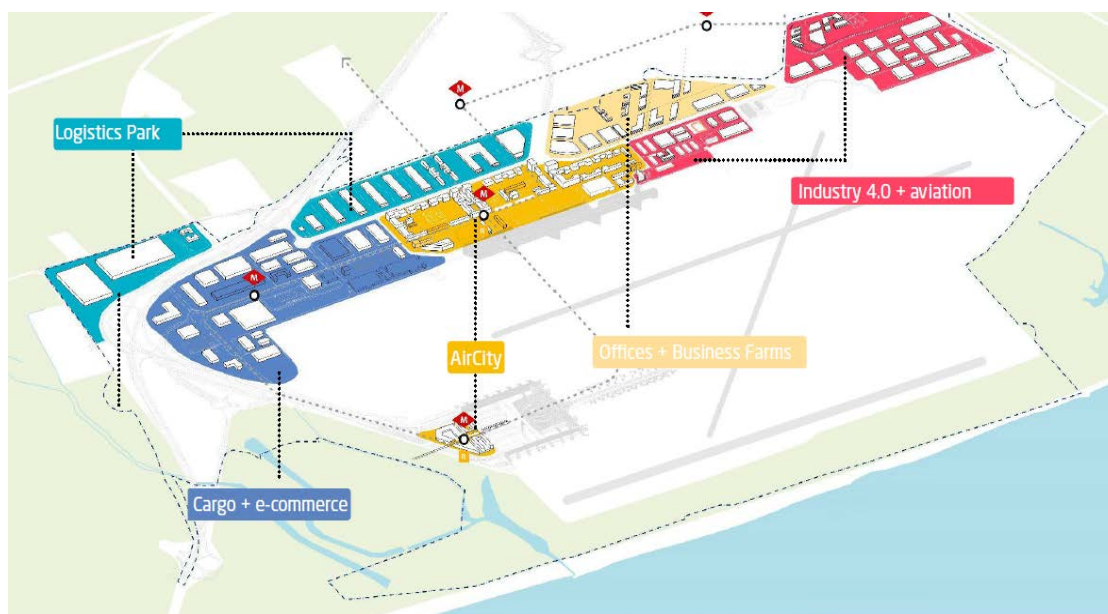 M
M
Logistics Park
Industry 4.0 + aviation
M
M
AirCity
Offices + Business Farms
M
Cargo + e-commerce